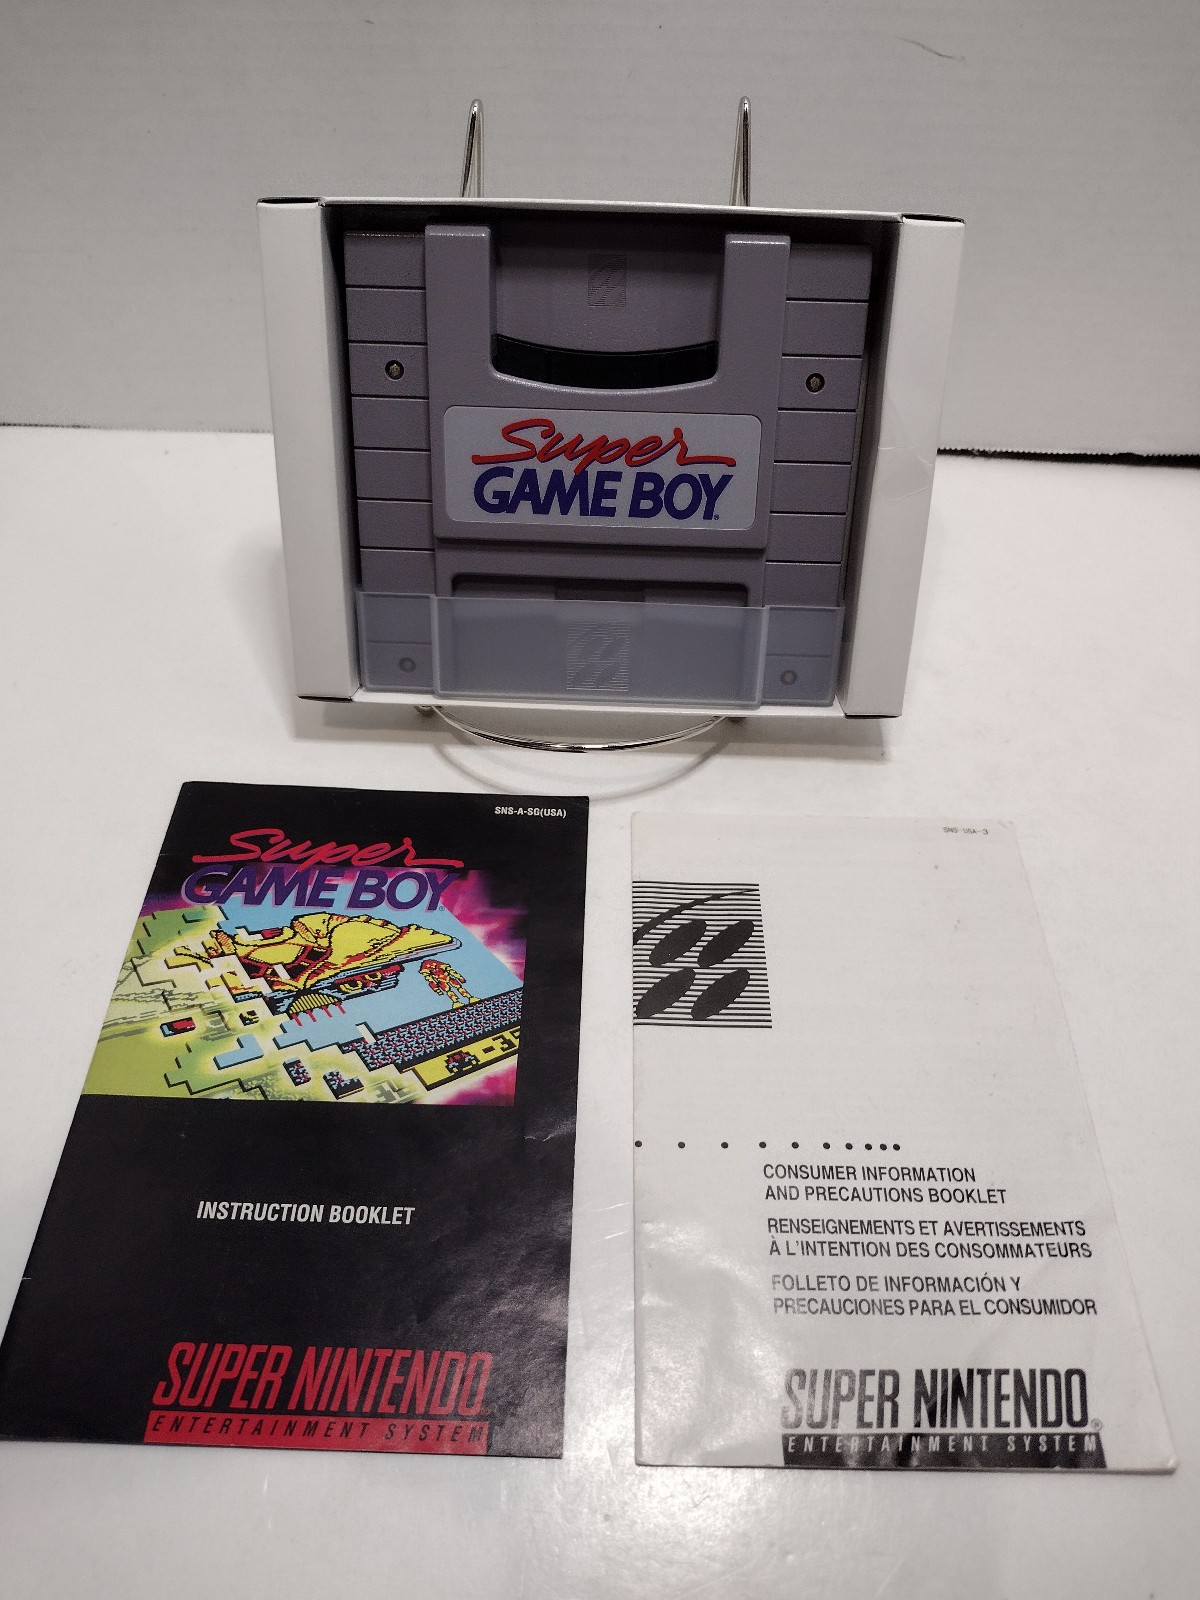 Super
GAME BOY®
SNS-A-SG(USA)
Super
GAME BOY®
-3
INSTRUCTION BOOKLET
SUPER NINTENDO
ENTERTAINMENT SYSTEM
SNS-USA-3
CONSUMER INFORMATION
AND PRECAUTIONS BOOKLET
RENSEIGNEMENTS ET AVERTISSEMENTS
À L'INTENTION DES CONSOMMATEURS
FOLLETO DE INFORMACIÓN Y
PRECAUCIONES PARA EL CONSUMIDOR
SUPER NINTENDO®
ENTERTAINMENT SYSTEM